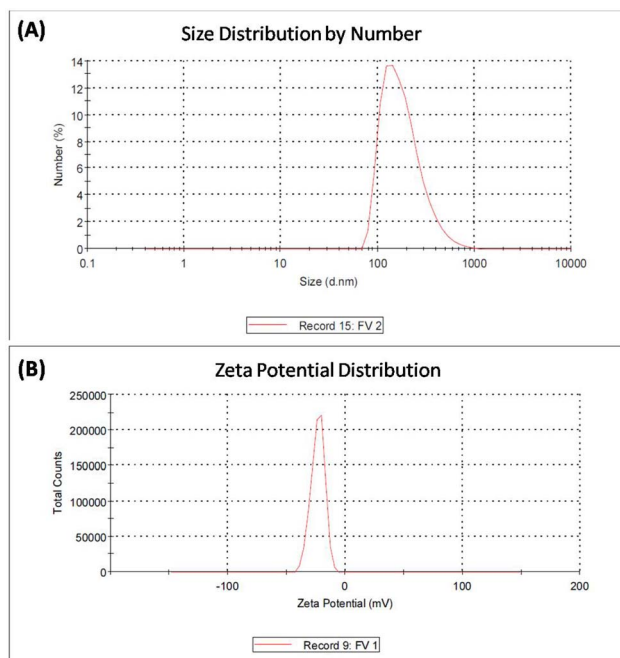 (A)
Size Distribution by Number
14
12
10
8
6
4
2
0
Number (%)
0.1 1 10 100 1000 10000
Size (d.nm)
Record 15: FV 2
(B)
Zeta Potential Distribution
250000
200000
150000
100000
50000
0
Total Counts
-100 0 100 200
Zeta Potential (mV)
Record 9: FV 1